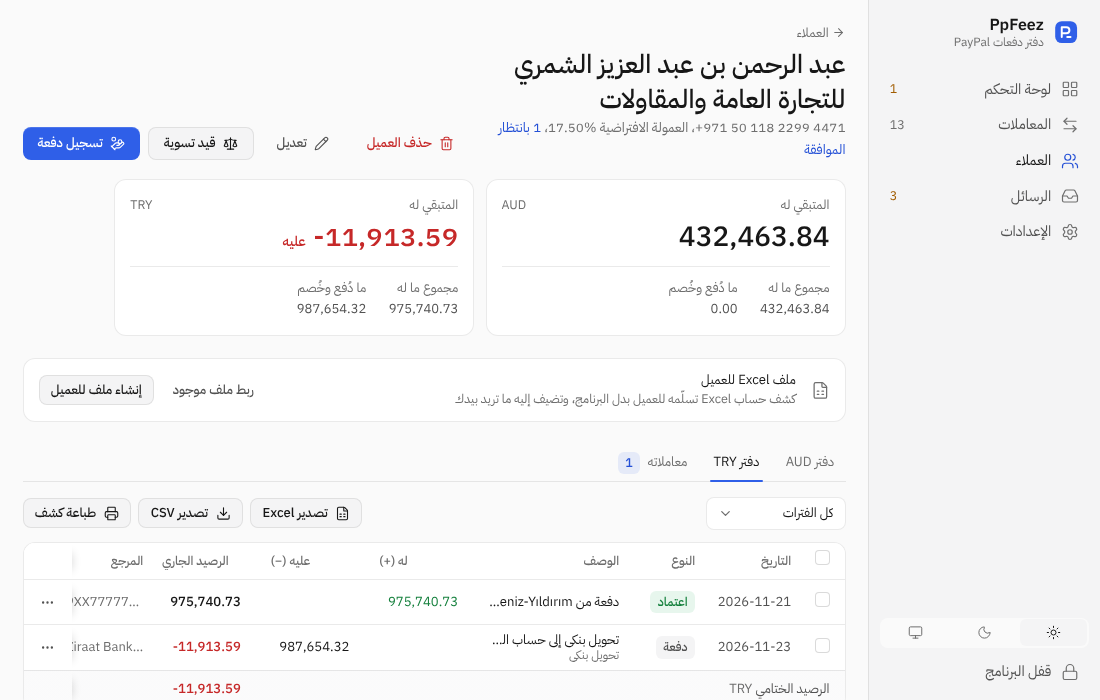 PpFeez
دفتر دفعات PayPal
لوحة التحكم 1
المعاملات 13
العملاء
الرسائل 3
الإعدادات
قفل البرنامج
العملاء
عبد الرحمن بن عبد العزيز الشمري
للتجارة العامة والمقاولات
+971 50 118 2299 4471، العمولة الافتراضية 17.50%، 1 بانتظار
الموافقة
حذف العميل
تعديل
قيد تسوية
تسجيل دفعة
المتبقي له AUD
432,463.84
مجموع ما له ما دُفع وخُصم
432,463.84 0.00
المتبقي له TRY
-11,913.59 عليه
مجموع ما له ما دُفع وخُصم
975,740.73 987,654.32
ملف Excel للعميل
كشف حساب Excel تسلّمه للعميل بدل البرنامج، وتضيف إليه ما تريد بيدك
ربط ملف موجود
إنشاء ملف للعميل
دفتر AUD دفتر TRY معاملاته 1
كل الفترات
تصدير Excel
تصدير CSV
طباعة كشف
التاريخ النوع الوصف له (+) عليه (−) الرصيد الجاري المرجع
2026-11-21 اعتماد دفعة من eniz-Yıldırım... 975,740.73 975,740.73 XX77777...
2026-11-23 دفعة تحويل بنكي إلى حساب الـ... 987,654.32 -11,913.59 iraat Bank...
تحويل بنكي
الرصيد الختامي TRY -11,913.59